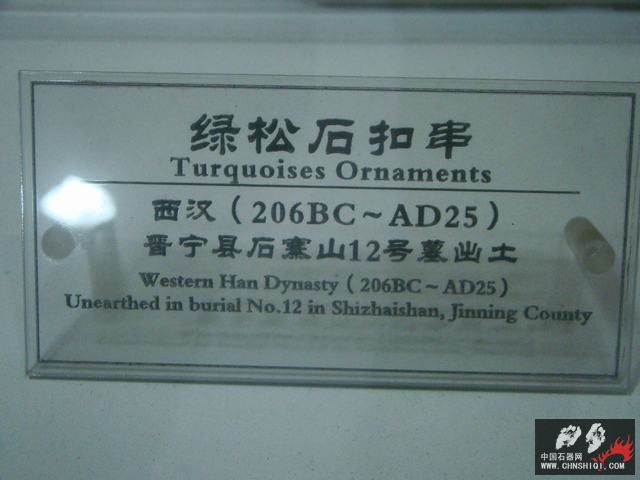 绿松石扣串
Turquoises Ornaments
西汉（206BC～AD25）
晋宁县石寨山12号墓出土
Western Han Dynasty（206BC～AD25）
Unearthed in burial No.12 in Shizhaishan, Jinning County
中国石器网
WWW.CHNSHIQI.COM